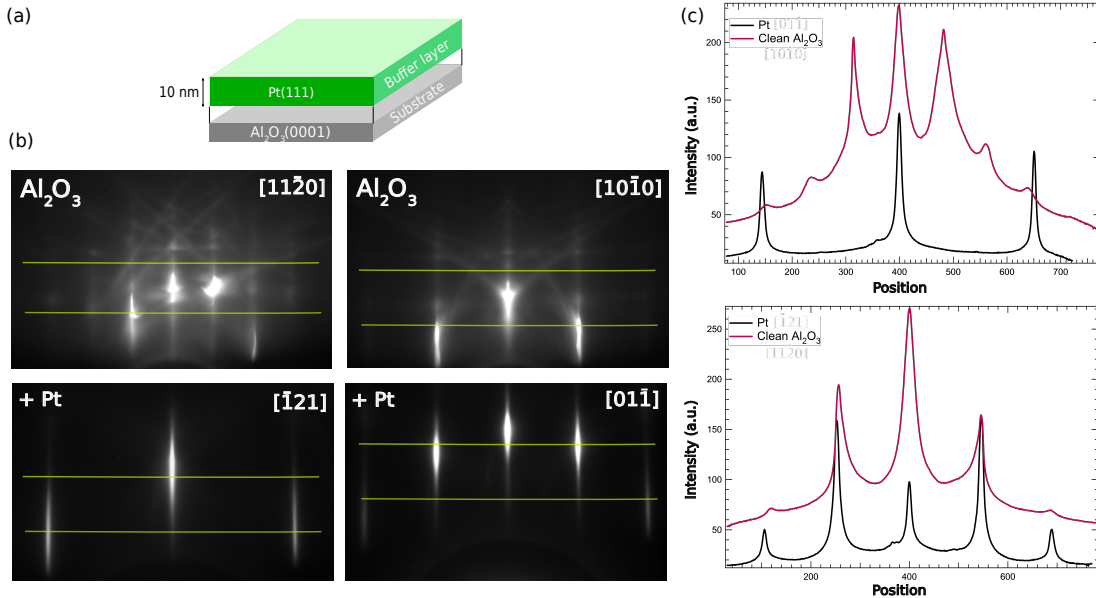 (a)
10 nm
Pt(111)
Buffer layer
Al₂O₃(0001)
Substrate
(b)
Al₂O₃
[112̄0]
Al₂O₃
[101̄0]
+ Pt
[1̄21]
+ Pt
[011̄]
(c)
Intensity (a.u.)
200
150
100
50
Pt [011̄]
Clean Al₂O₃
[101̄0]
100
200
300
400
500
600
700
Position
Intensity (a.u.)
250
200
150
100
50
Pt [1̄21]
Clean Al₂O₃
[112̄0]
200
400
600
Position